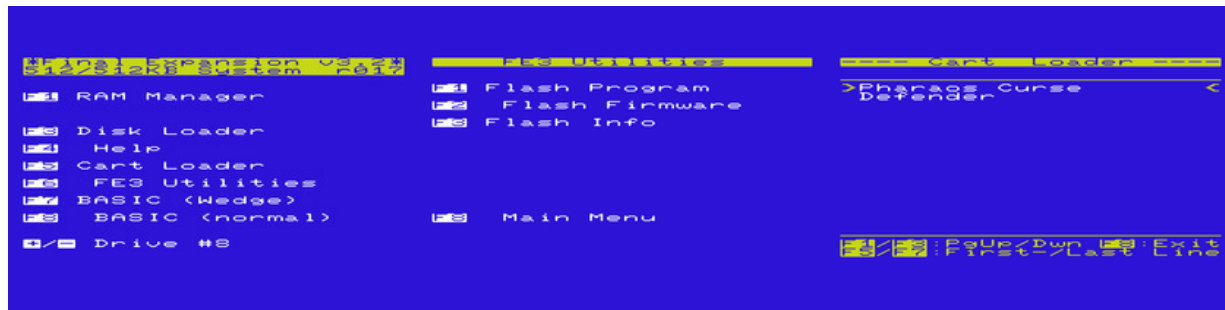 *Final Expansion v3.2*
512/512KB System r017
F1 RAM Manager
F3 Disk Loader
F4 Help
F5 Cart Loader
F6 FE3 Utilities
F7 BASIC (Wedge)
F8 BASIC (normal)
+/- Drive #8
FE3 Utilities
F1 Flash Program
F2 Flash Firmware
F3 Flash Info
F8 Main Menu
---- Cart Loader ----
>Pharaos Curse <
Defender
F1/F3:PgUp/Dwn F8:Exit
F5/F7:First-/Last Line